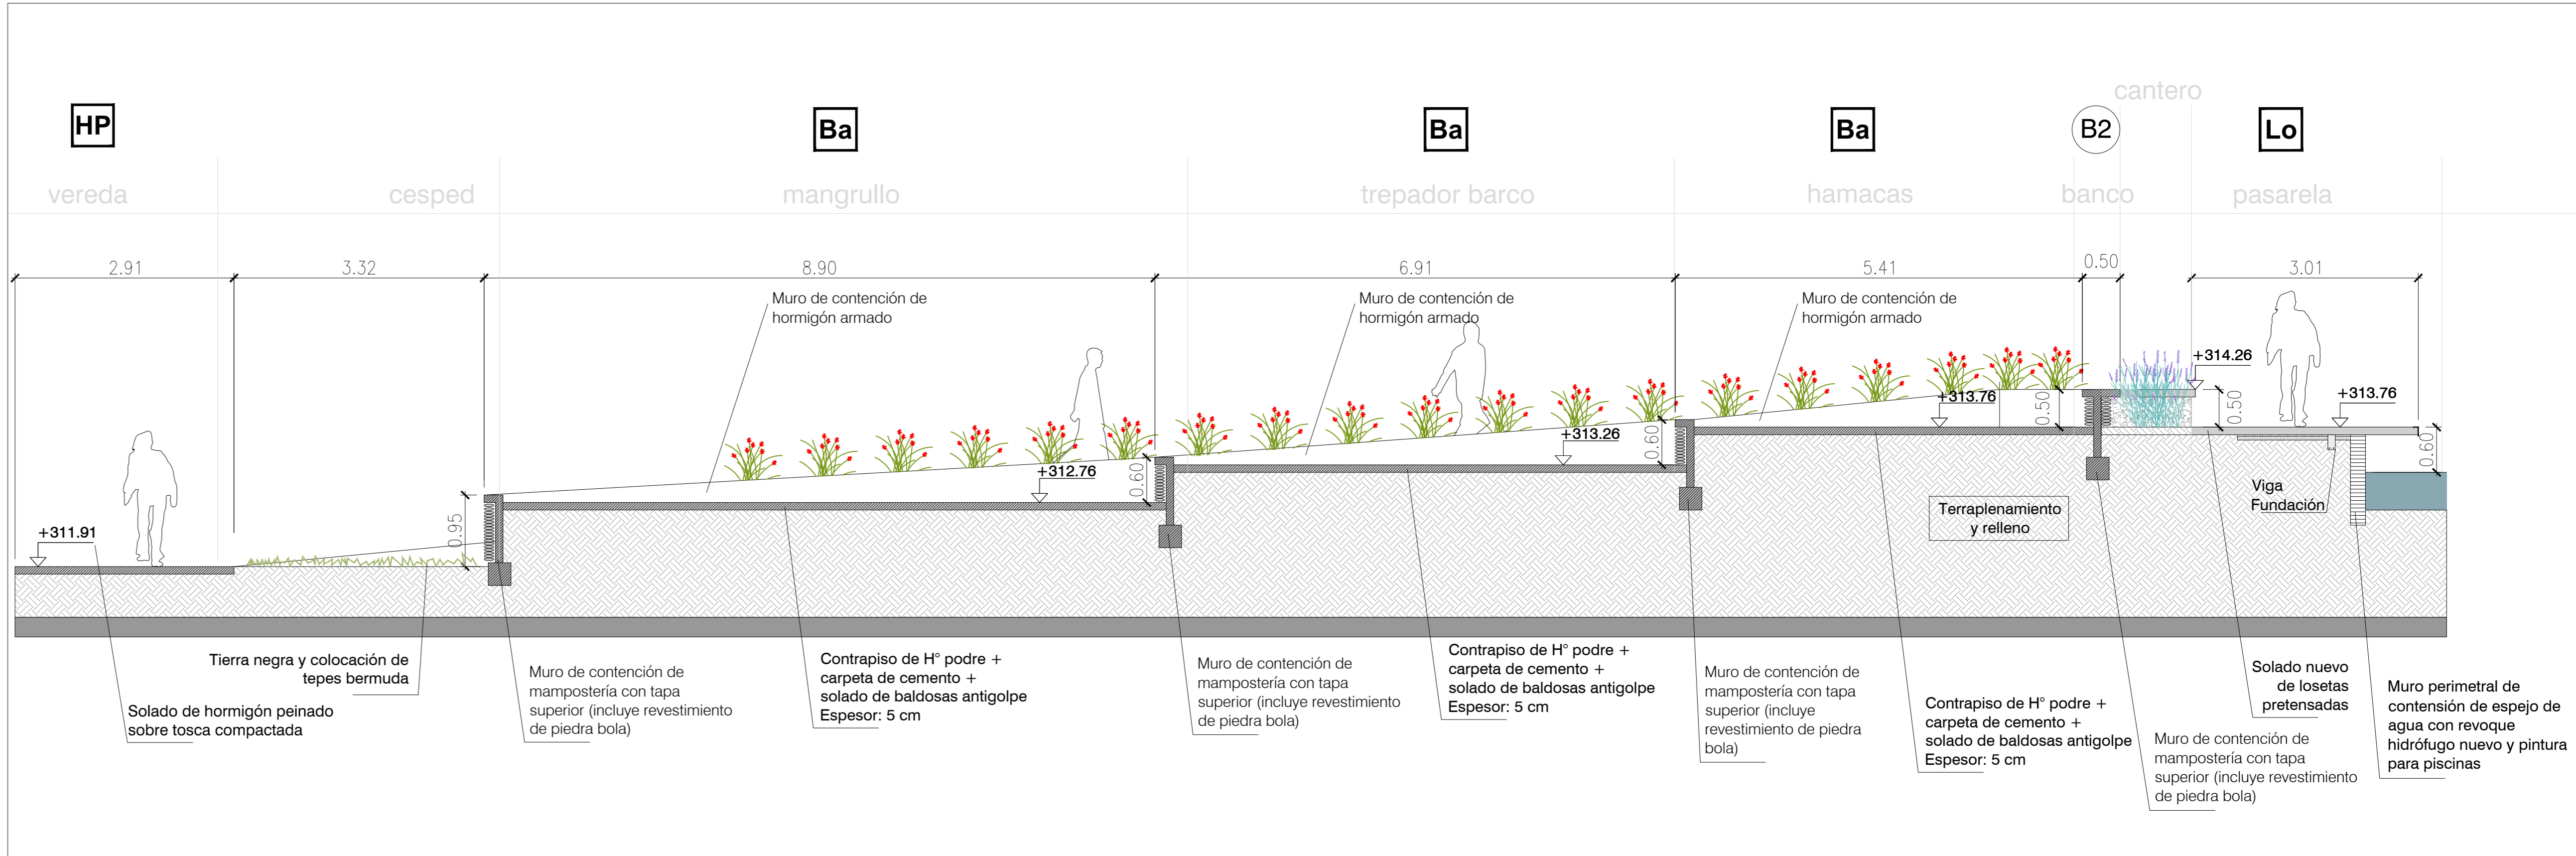 cantero
HP
Ba
Ba
Ba
B2
Lo
vereda
cesped
mangrullo
trepador barco
hamacas
banco
pasarela
2.91
3.32
8.90
6.91
5.41
0.50
3.01
Muro de contención de
hormigón armado
Muro de contención de
hormigón armado
Muro de contención de
hormigón armado
+311.91
0.95
+312.76
0.60
+313.26
0.60
+313.76
0.50
+314.26
0.50
+313.76
0.60
Terraplenamiento
y relleno
Viga
Fundación
Tierra negra y colocación de
tepes bermuda
Solado de hormigón peinado
sobre tosca compactada
Muro de contención de
mampostería con tapa
superior (incluye revestimiento
de piedra bola)
Contrapiso de H° podre +
carpeta de cemento +
solado de baldosas antigolpe
Espesor: 5 cm
Muro de contención de
mampostería con tapa
superior (incluye revestimiento
de piedra bola)
Contrapiso de H° podre +
carpeta de cemento +
solado de baldosas antigolpe
Espesor: 5 cm
Muro de contención de
mampostería con tapa
superior (incluye
revestimiento de piedra
bola)
Contrapiso de H° podre +
carpeta de cemento +
solado de baldosas antigolpe
Espesor: 5 cm
Muro de contención de
mampostería con tapa
superior (incluye revestimiento
de piedra bola)
Solado nuevo
de losetas
pretensadas
Muro perimetral de
contensión de espejo de
agua con revoque
hidrófugo nuevo y pintura
para piscinas